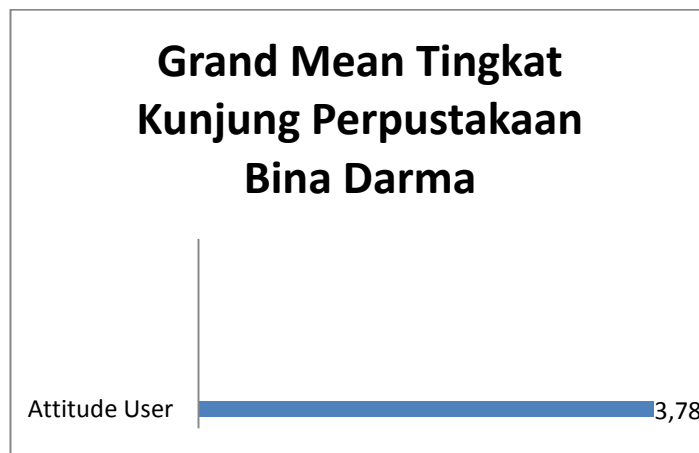 Grand Mean Tingkat
Kunjung Perpustakaan
Bina Darma
Attitude User
3,78